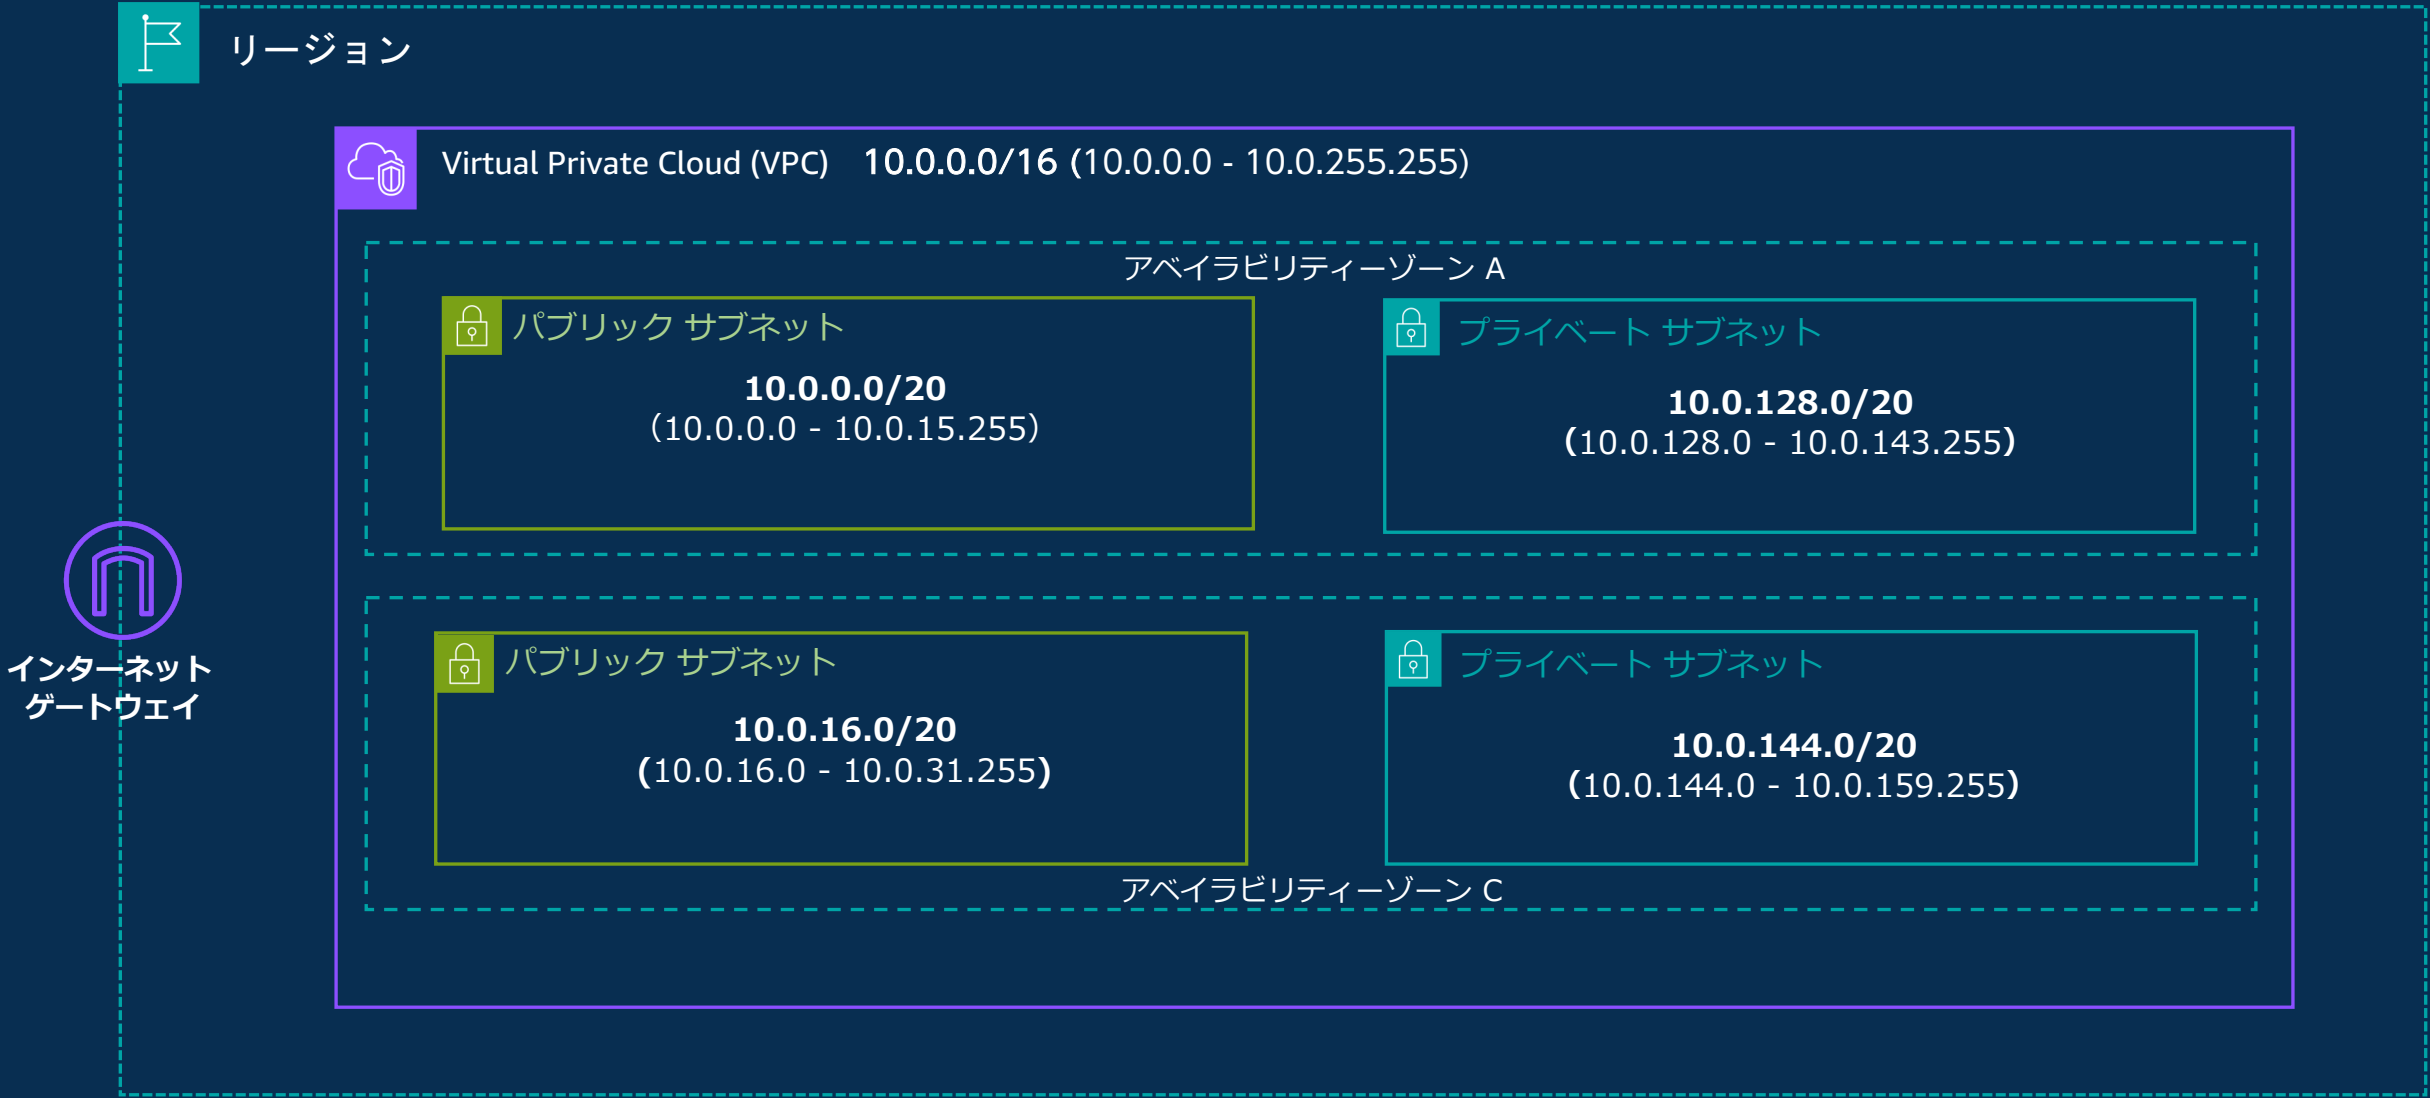 リージョン
Virtual Private Cloud (VPC) 10.0.0.0/16 (10.0.0.0 - 10.0.255.255)
アベイラビリティーゾーン A
パブリック サブネット
10.0.0.0/20
（10.0.0.0 - 10.0.15.255）
プライベート サブネット
10.0.128.0/20
(10.0.128.0 - 10.0.143.255)
インターネット
ゲートウェイ
パブリック サブネット
10.0.16.0/20
(10.0.16.0 - 10.0.31.255)
プライベート サブネット
10.0.144.0/20
(10.0.144.0 - 10.0.159.255)
アベイラビリティーゾーン C